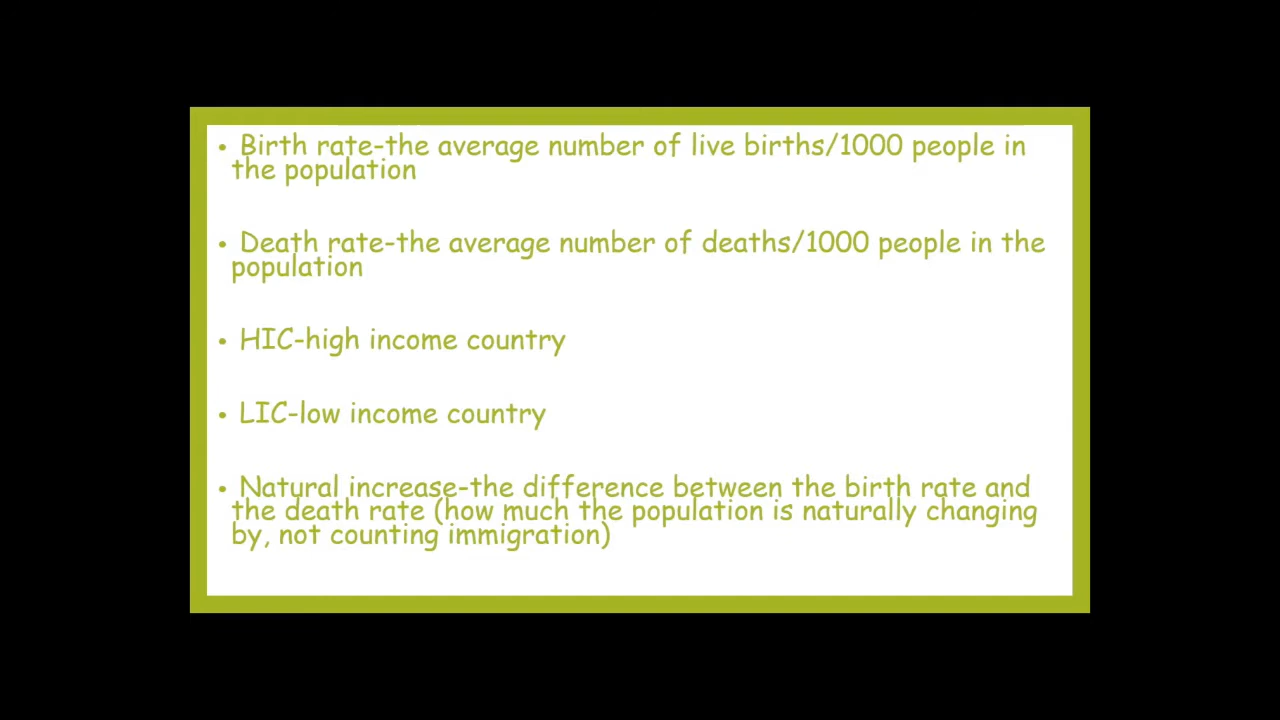 • Birth rate-the average number of live births/1000 people in
the population
• Death rate-the average number of deaths/1000 people in the
population
• HIC-high income country
• LIC-low income country
• Natural increase-the difference between the birth rate and
the death rate (how much the population is naturally changing
by, not counting immigration)